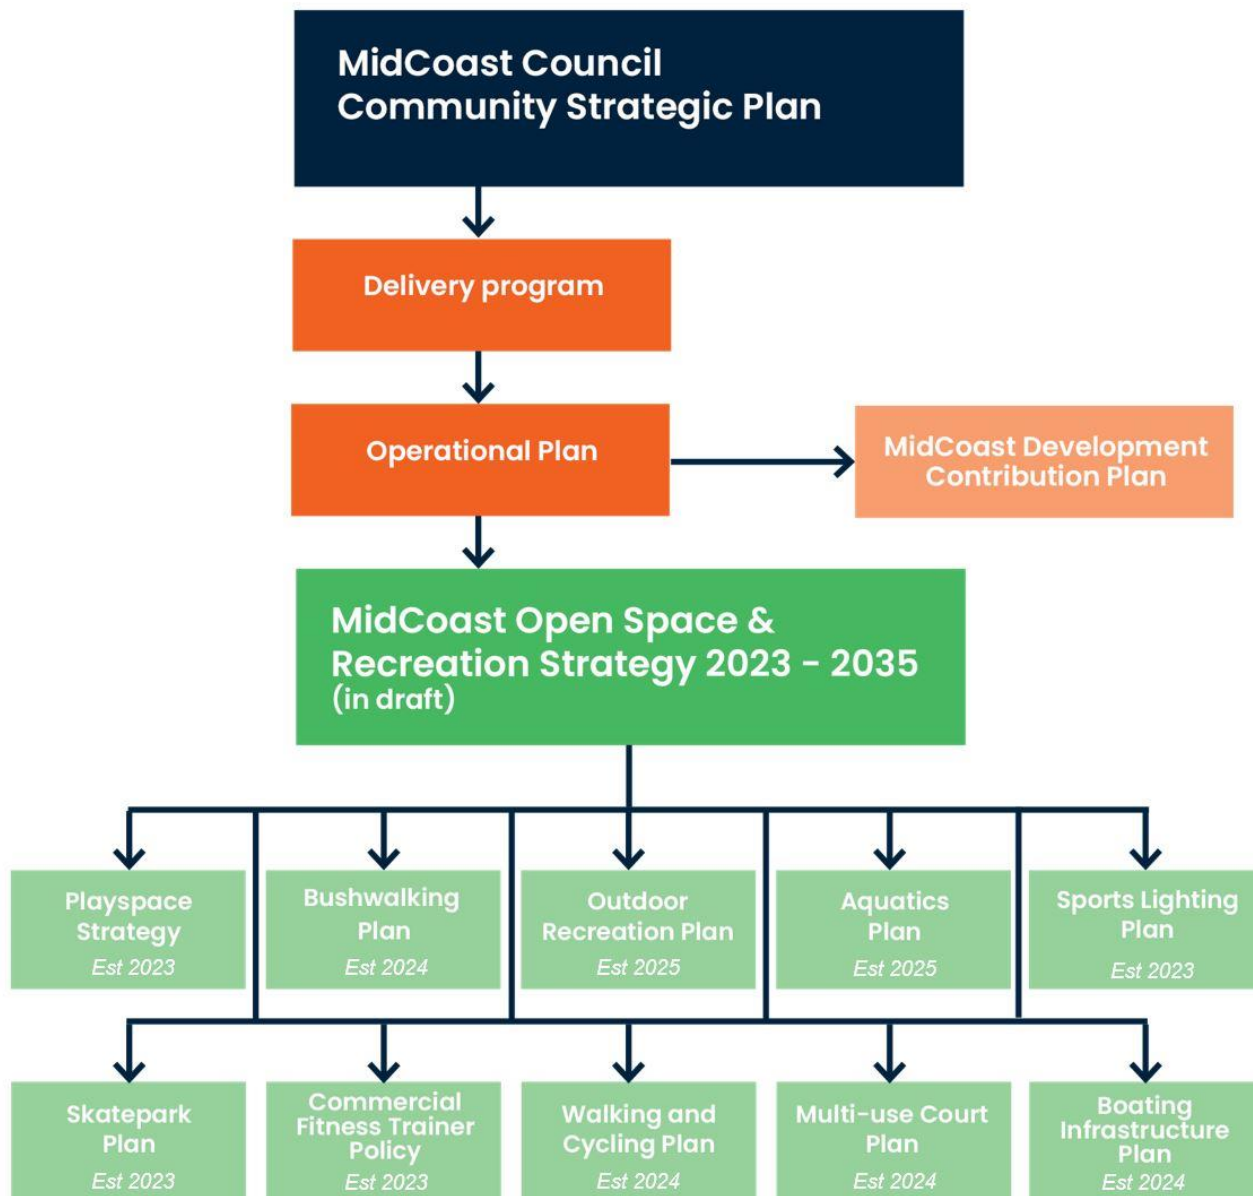 MidCoast Council
Community Strategic Plan
Delivery program
Operational Plan
MidCoast Development
Contribution Plan
MidCoast Open Space &
Recreation Strategy 2023 - 2035
(in draft)
Playspace
Strategy
Est 2023
Bushwalking
Plan
Est 2024
Outdoor
Recreation Plan
Est 2025
Aquatics
Plan
Est 2025
Sports Lighting
Plan
Est 2023
Skatepark
Plan
Est 2023
Commercial
Fitness Trainer
Policy
Est 2023
Walking and
Cycling Plan
Est 2024
Multi-use Court
Plan
Est 2024
Boating
Infrastructure
Plan
Est 2024